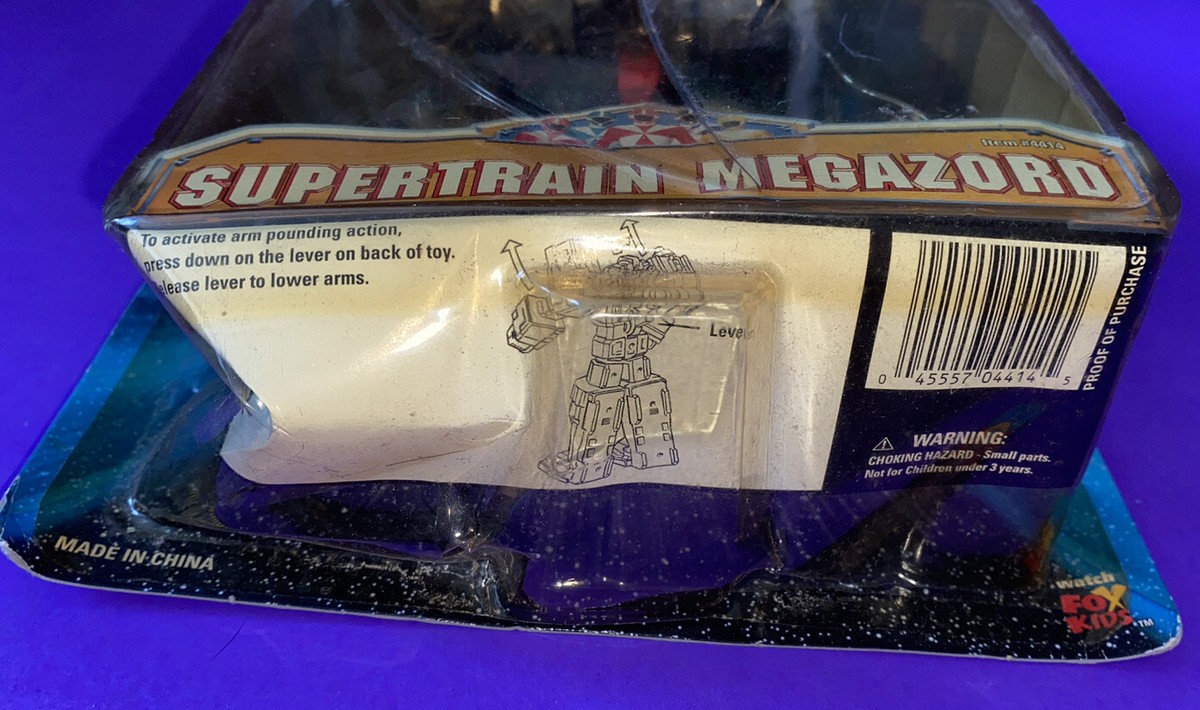 Item #4414
SUPERTRAIN MEGAZORD
To activate arm pounding action,
press down on the lever on back of toy.
elease lever to lower arms.
Leve
0 45557 04414 5
PROOF OF PURCHASE
WARNING:
CHOKING HAZARD - Small parts.
Not for Children under 3 years.
MADE IN CHINA
watch
FOX
KIDS™